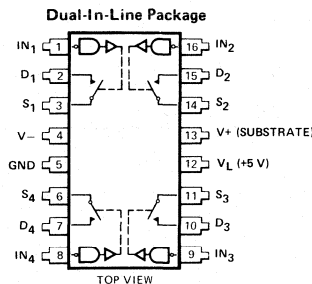 Dual-In-Line Package
IN1 1 16 IN2
D1 2 15 D2
S1 3 14 S2
V− 4 13 V+ (SUBSTRATE)
GND 5 12 VL (+5 V)
S4 6 11 S3
D4 7 10 D3
IN4 8 9 IN3
TOP VIEW